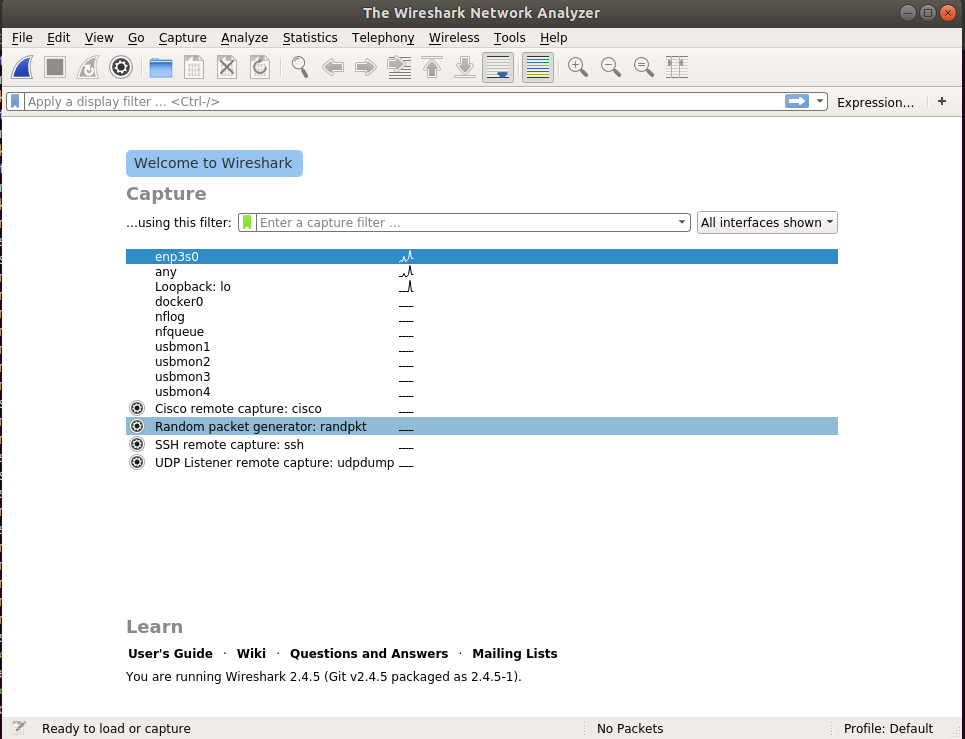 The Wireshark Network Analyzer
File Edit View Go Capture Analyze Statistics Telephony Wireless Tools Help
Apply a display filter ... <Ctrl-/> Expression... +
Welcome to Wireshark
Capture
...using this filter: Enter a capture filter ... All interfaces shown
enp3s0
any
Loopback: lo
docker0
nflog
nfqueue
usbmon1
usbmon2
usbmon3
usbmon4
Cisco remote capture: cisco
Random packet generator: randpkt
SSH remote capture: ssh
UDP Listener remote capture: udpdump
Learn
User's Guide · Wiki · Questions and Answers · Mailing Lists
You are running Wireshark 2.4.5 (Git v2.4.5 packaged as 2.4.5-1).
Ready to load or capture No Packets Profile: Default